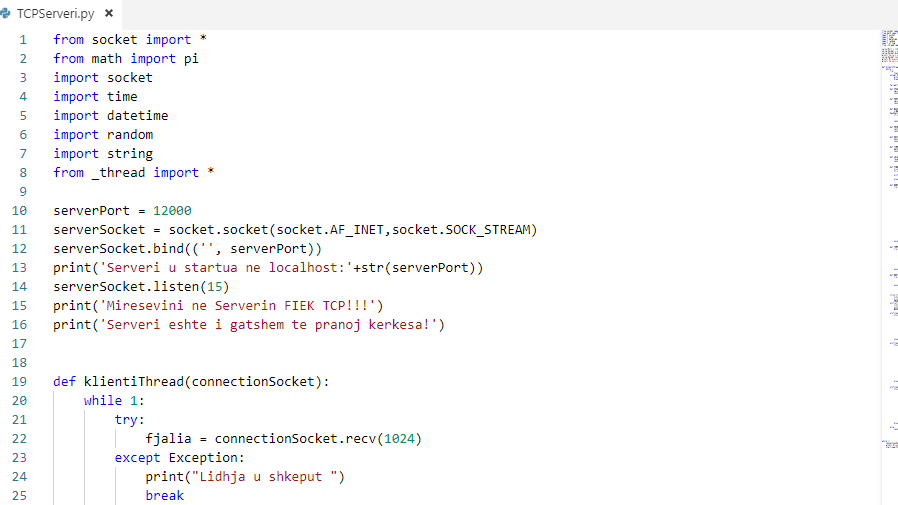 TCPServeri.py ×
1 from socket import *
2 from math import pi
3 import socket
4 import time
5 import datetime
6 import random
7 import string
8 from _thread import *
9
10 serverPort = 12000
11 serverSocket = socket.socket(socket.AF_INET,socket.SOCK_STREAM)
12 serverSocket.bind(('', serverPort))
13 print('Serveri u startua ne localhost:'+str(serverPort))
14 serverSocket.listen(15)
15 print('Miresevini ne Serverin FIEK TCP!!!')
16 print('Serveri eshte i gatshem te pranoj kerkesa!')
17
18
19 def klientiThread(connectionSocket):
20     while 1:
21         try:
22             fjalia = connectionSocket.recv(1024)
23         except Exception:
24             print("Lidhja u shkeput ")
25             break